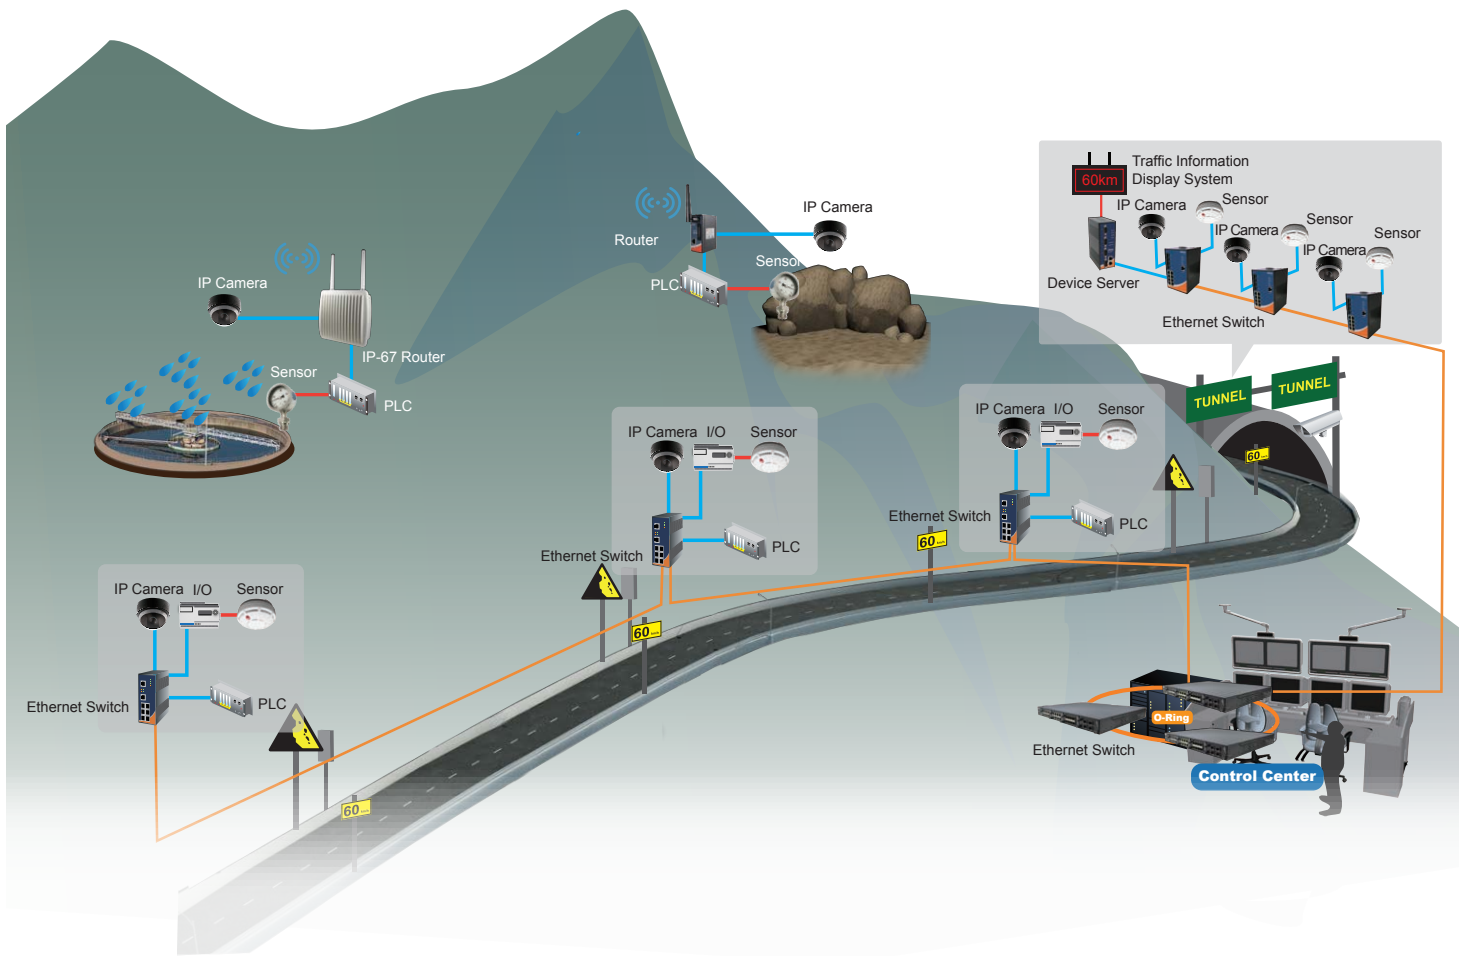 Traffic Information
Display System
60km
IP Camera
Sensor
IP Camera
Sensor
IP Camera
Sensor
Device Server
Ethernet Switch
IP Camera
Router
Sensor
PLC
IP Camera
IP-67 Router
Sensor
PLC
TUNNEL
TUNNEL
60
IP Camera I/O Sensor
Ethernet Switch
PLC
60
IP Camera I/O Sensor
Ethernet Switch
PLC
60
IP Camera I/O Sensor
Ethernet Switch
PLC
60
O-Ring
Ethernet Switch
Control Center